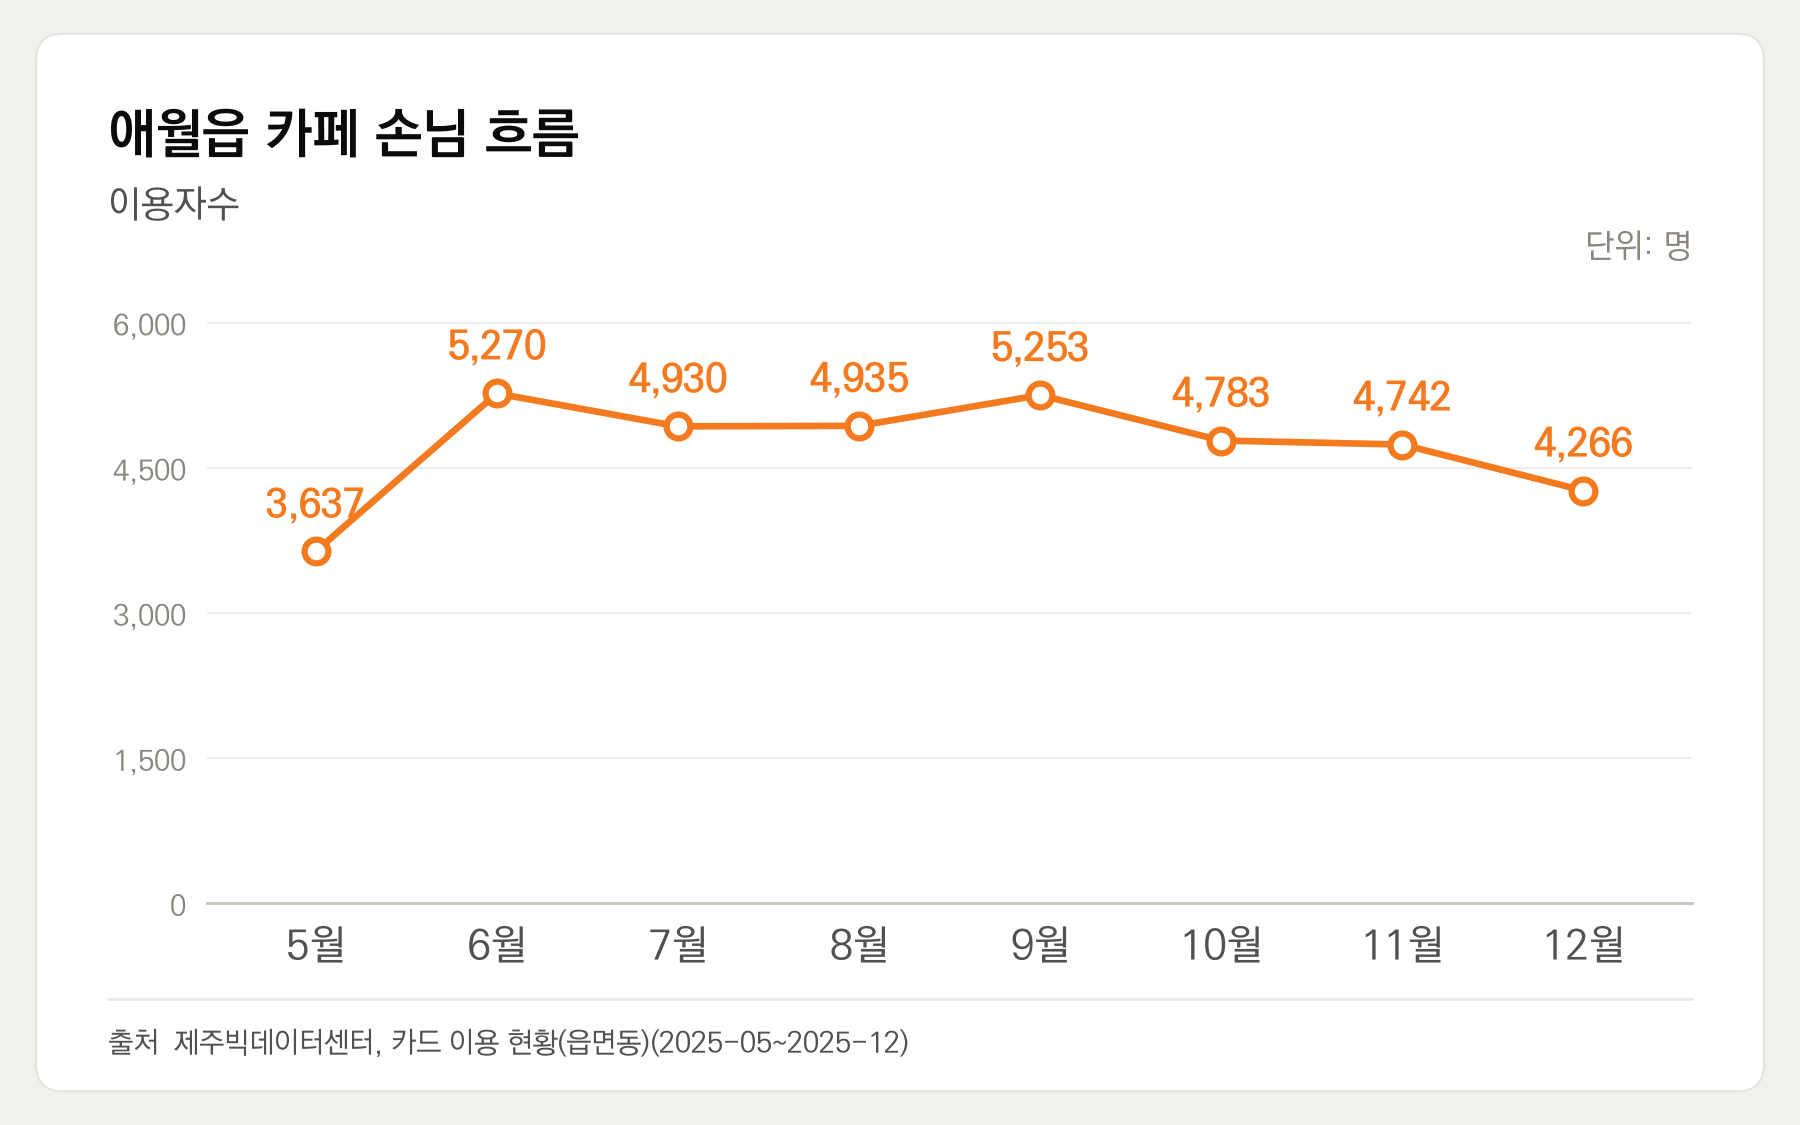 애월읍 카페 손님 흐름
이용자수
단위: 명
6,000
4,500
3,000
1,500
0
3,637
5,270
4,930
4,935
5,253
4,783
4,742
4,266
5월
6월
7월
8월
9월
10월
11월
12월
출처 제주빅데이터센터, 카드 이용 현황(읍면동)(2025-05~2025-12)